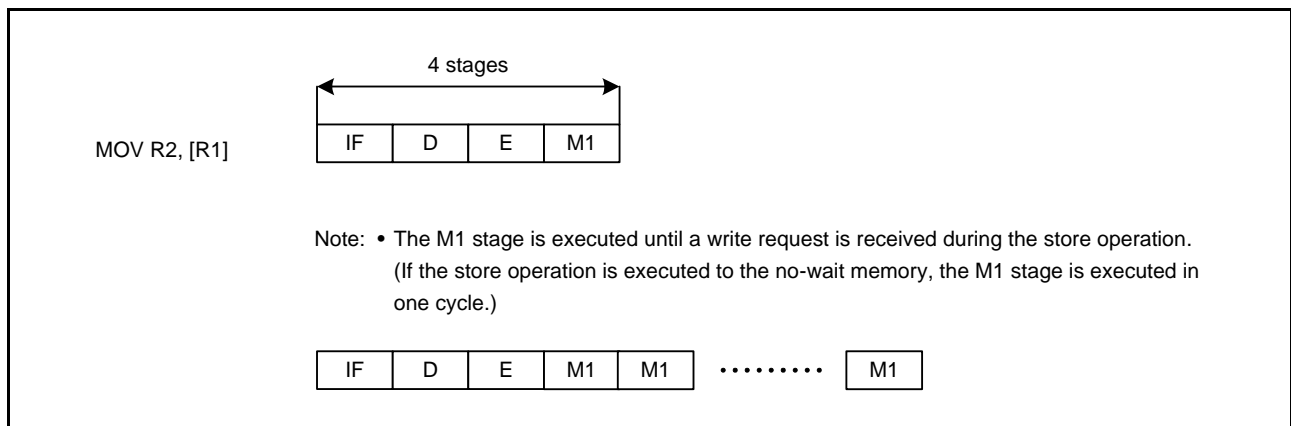 4 stages
MOV R2, [R1]
IF D E M1
Note: • The M1 stage is executed until a write request is received during the store operation.
(If the store operation is executed to the no-wait memory, the M1 stage is executed in
one cycle.)
IF D E M1 M1 ········· M1